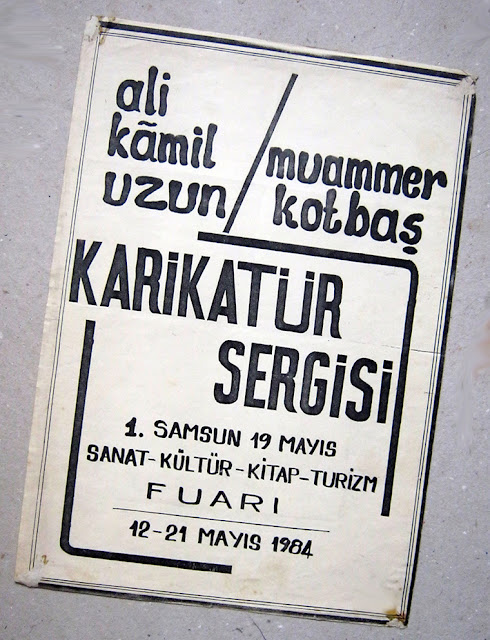 ali
kãmil
uzun / muammer
kotbaş
KARİKATÜR
SERGİSİ
1. SAMSUN 19 MAYIS
SANAT-KÜLTÜR-KİTAP-TURİZM
FUARI
12-21 MAYIS 1984